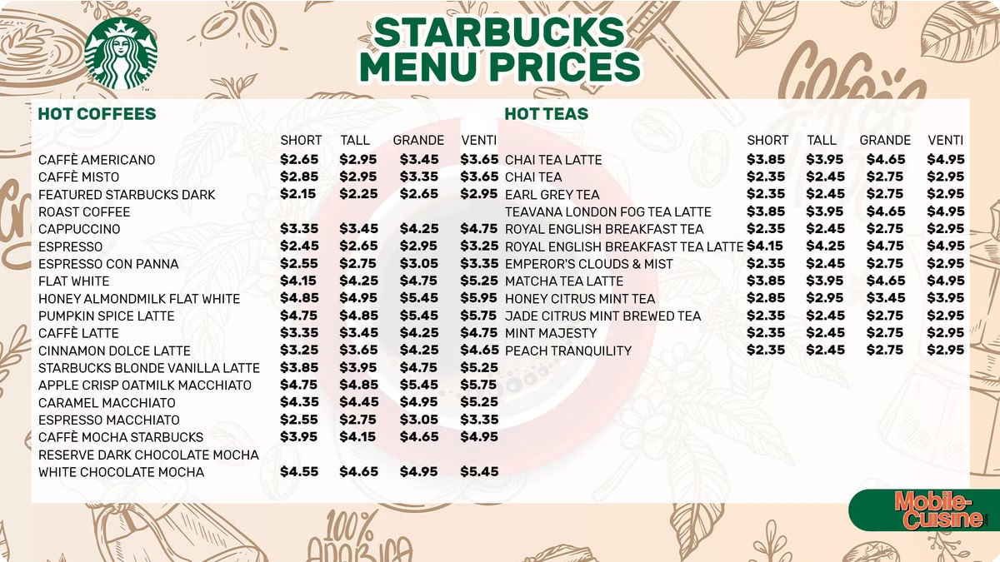 STARBUCKS
MENU PRICES
TM
Coffee
HOT COFFEES
SHORT TALL GRANDE VENTI
CAFFÈ AMERICANO $2.65 $2.95 $3.45 $3.65
CAFFÈ MISTO $2.85 $2.95 $3.35 $3.65
FEATURED STARBUCKS DARK $2.15 $2.25 $2.65 $2.95
ROAST COFFEE
CAPPUCCINO $3.35 $3.45 $4.25 $4.75
ESPRESSO $2.45 $2.65 $2.95 $3.25
ESPRESSO CON PANNA $2.55 $2.75 $3.05 $3.35
FLAT WHITE $4.15 $4.25 $4.75 $5.25
HONEY ALMONDMILK FLAT WHITE $4.85 $4.95 $5.45 $5.95
PUMPKIN SPICE LATTE $4.75 $4.85 $5.45 $5.75
CAFFÈ LATTE $3.35 $3.45 $4.25 $4.75
CINNAMON DOLCE LATTE $3.25 $3.65 $4.25 $4.65
STARBUCKS BLONDE VANILLA LATTE $3.85 $3.95 $4.75 $5.25
APPLE CRISP OATMILK MACCHIATO $4.75 $4.85 $5.45 $5.75
CARAMEL MACCHIATO $4.35 $4.45 $4.95 $5.25
ESPRESSO MACCHIATO $2.55 $2.75 $3.05 $3.35
CAFFÈ MOCHA STARBUCKS $3.95 $4.15 $4.65 $4.95
RESERVE DARK CHOCOLATE MOCHA
WHITE CHOCOLATE MOCHA $4.55 $4.65 $4.95 $5.45
HOT TEAS
SHORT TALL GRANDE VENTI
CHAI TEA LATTE $3.85 $3.95 $4.65 $4.95
CHAI TEA $2.35 $2.45 $2.75 $2.95
EARL GREY TEA $2.35 $2.45 $2.75 $2.95
TEAVANA LONDON FOG TEA LATTE $3.85 $3.95 $4.65 $4.95
ROYAL ENGLISH BREAKFAST TEA $2.35 $2.45 $2.75 $2.95
ROYAL ENGLISH BREAKFAST TEA LATTE $4.15 $4.25 $4.75 $4.95
EMPEROR'S CLOUDS & MIST $2.35 $2.45 $2.75 $2.95
MATCHA TEA LATTE $3.85 $3.95 $4.65 $4.95
HONEY CITRUS MINT TEA $2.85 $2.95 $3.45 $3.95
JADE CITRUS MINT BREWED TEA $2.35 $2.45 $2.75 $2.95
MINT MAJESTY $2.35 $2.45 $2.75 $2.95
PEACH TRANQUILITY $2.35 $2.45 $2.75 $2.95
100%
ARABICA
Mobile-
Cuisine